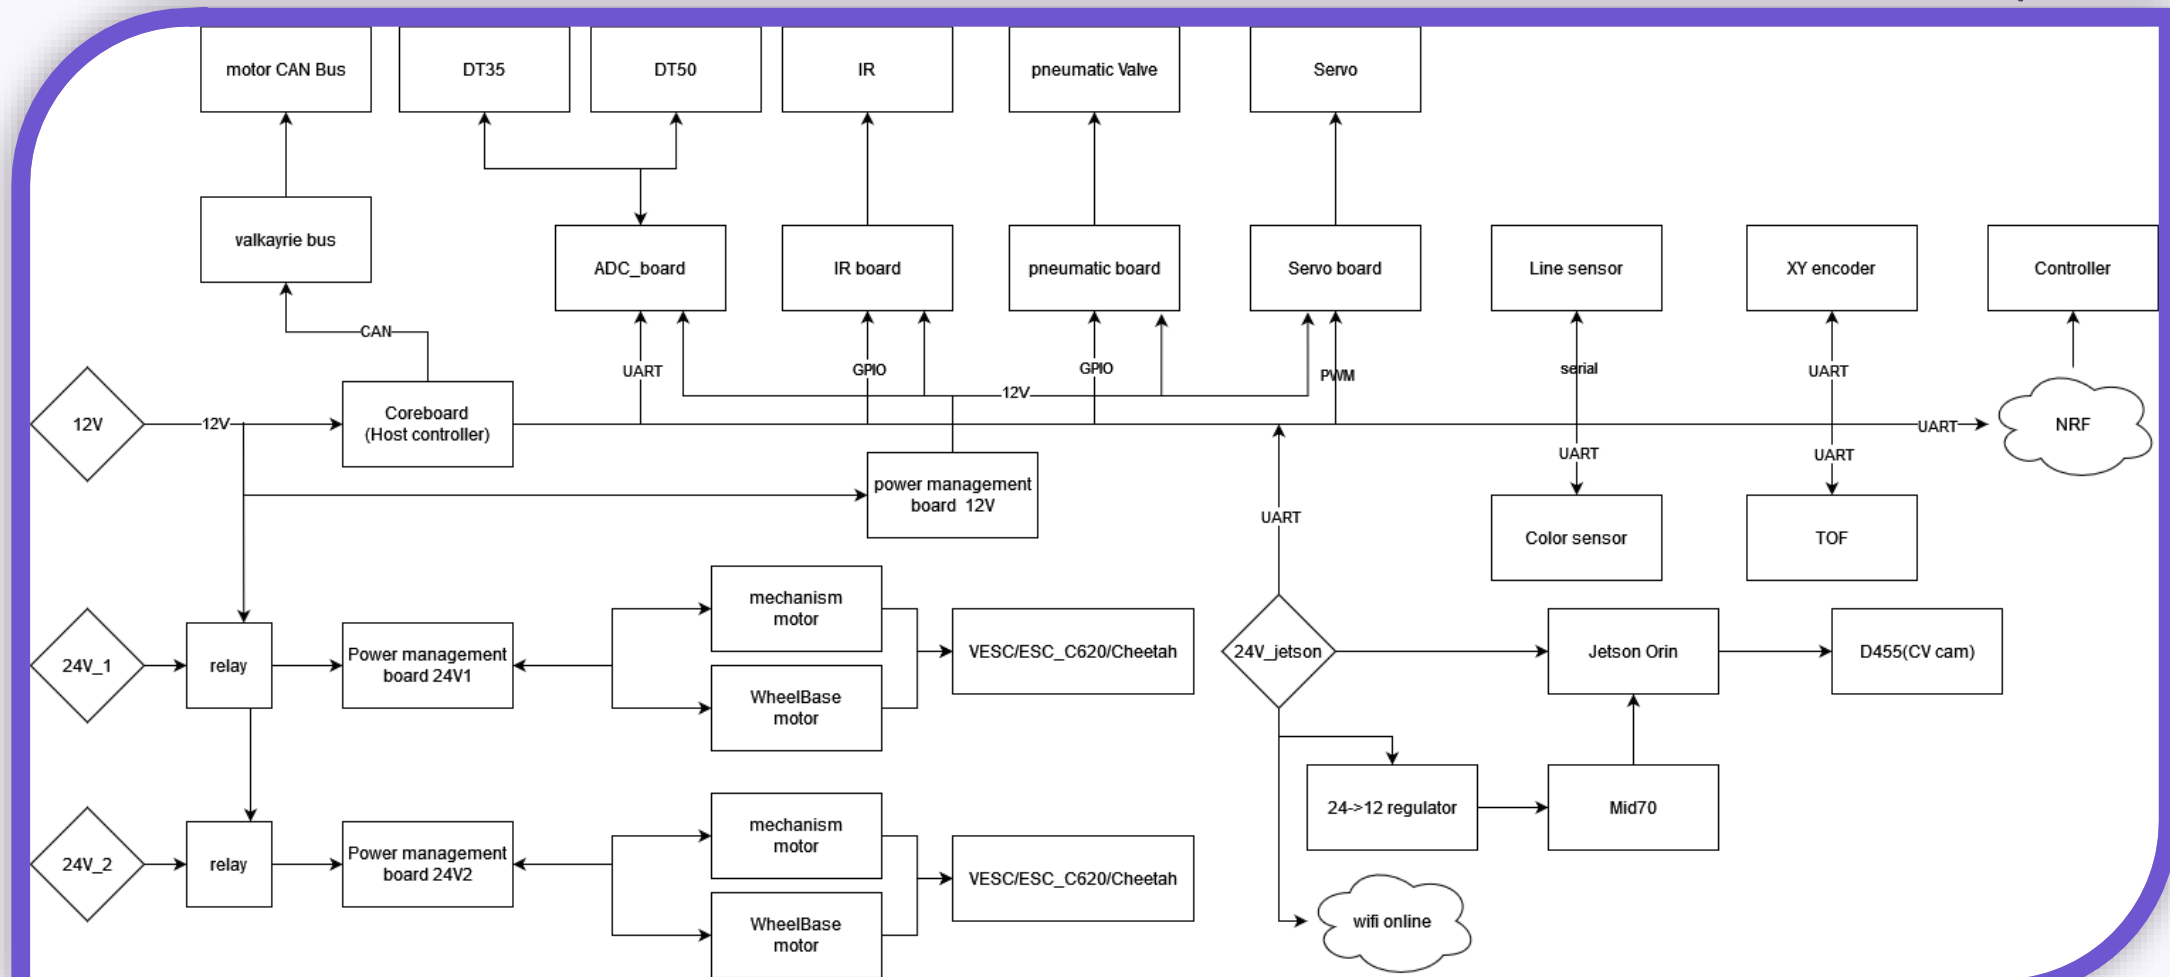 motor CAN Bus
DT35
DT50
IR
pneumatic Valve
Servo
valkayrie bus
ADC_board
IR board
pneumatic board
Servo board
Line sensor
XY encoder
Controller
CAN
UART
GPIO
GPIO
PWM
serial
UART
12V
12V
12V
Coreboard
(Host controller)
UART
NRF
UART
UART
power management
board 12V
UART
Color sensor
TOF
24V_1
relay
Power management
board 24V1
mechanism
motor
WheelBase
motor
VESC/ESC_C620/Cheetah
24V_jetson
Jetson Orin
D455(CV cam)
24->12 regulator
Mid70
24V_2
relay
Power management
board 24V2
mechanism
motor
WheelBase
motor
VESC/ESC_C620/Cheetah
wifi online